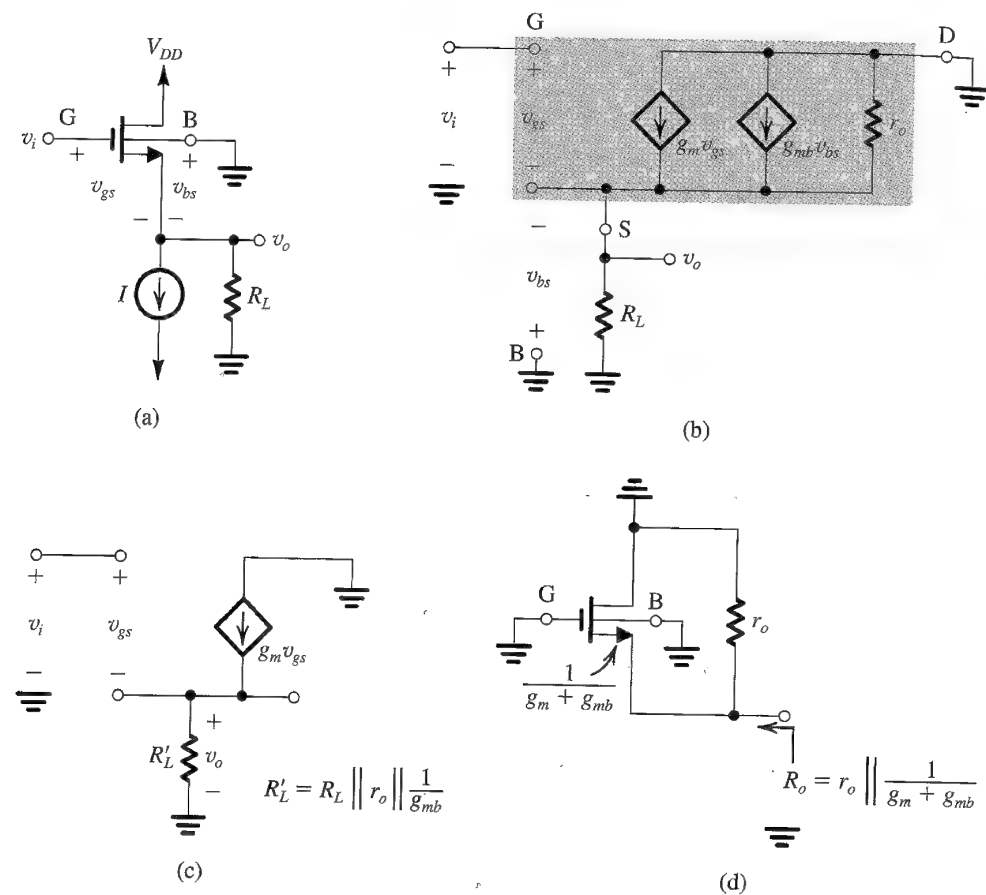 V_DD
G
B
v_i
+
+
v_gs
v_bs
−
−
v_o
I
R_L
(a)
G
D
+
+
v_i
v_gs
g_m v_gs
g_mb v_bs
r_o
−
−
−
S
v_o
v_bs
R_L
+
B
(b)
+
+
v_i
v_gs
g_m v_gs
−
−
+
R'_L
v_o
−
R'_L = R_L || r_o || 1/g_mb
(c)
G
B
r_o
1/(g_m + g_mb)
R_o = r_o || 1/(g_m + g_mb)
(d)